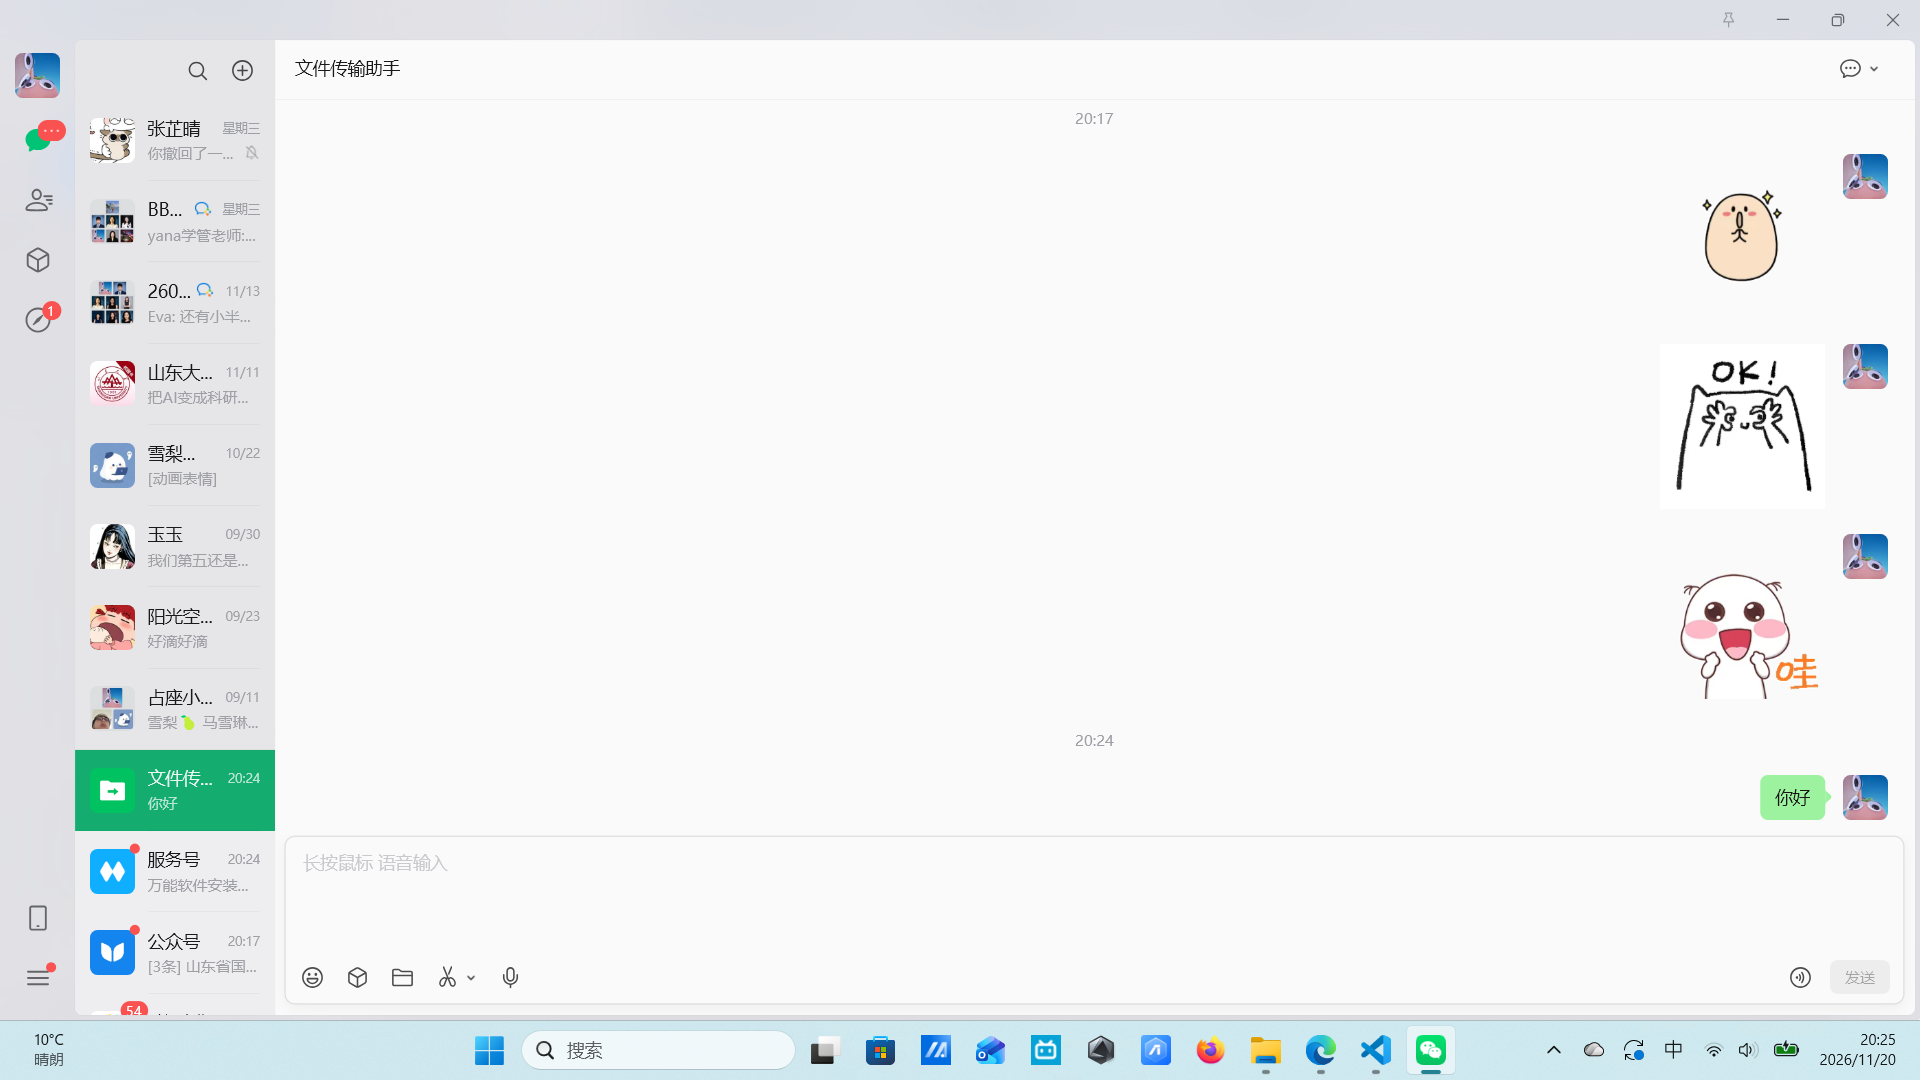 文件传输助手
张芷晴 星期三
你撤回了一...
BB... 星期三
yana学管老师:...
260... 11/13
Eva: 还有小半...
山东大... 11/11
把AI变成科研...
雪梨... 10/22
[动画表情]
玉玉 09/30
我们第五还是...
阳光空... 09/23
好滴好滴
占座小... 09/11
雪梨🍐 马雪琳...
文件传... 20:24
你好
服务号 20:24
万能软件安装...
公众号 20:17
[3条] 山东省国...
54
1
20:17
OK!
哇
20:24
你好
长按鼠标 语音输入
发送
10°C
晴朗
搜索
中
20:25
2026/11/20